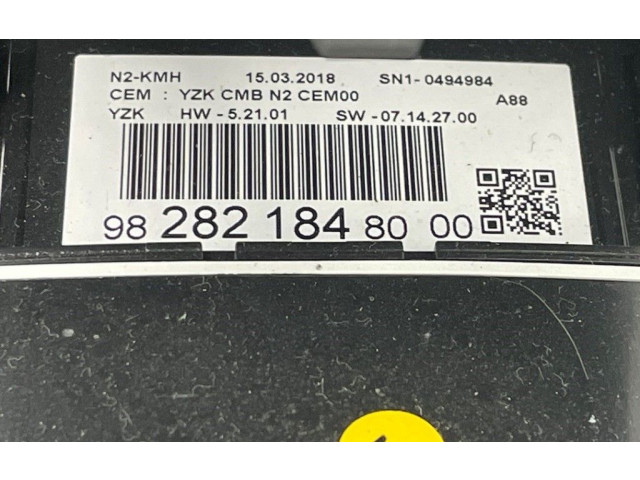 N2-KMH 15.03.2018 SN1-0494984
CEM : YZK CMB N2 CEM00 A88
YZK HW-5.21.01 SW-07.14.27.00
98 282 184 80 00